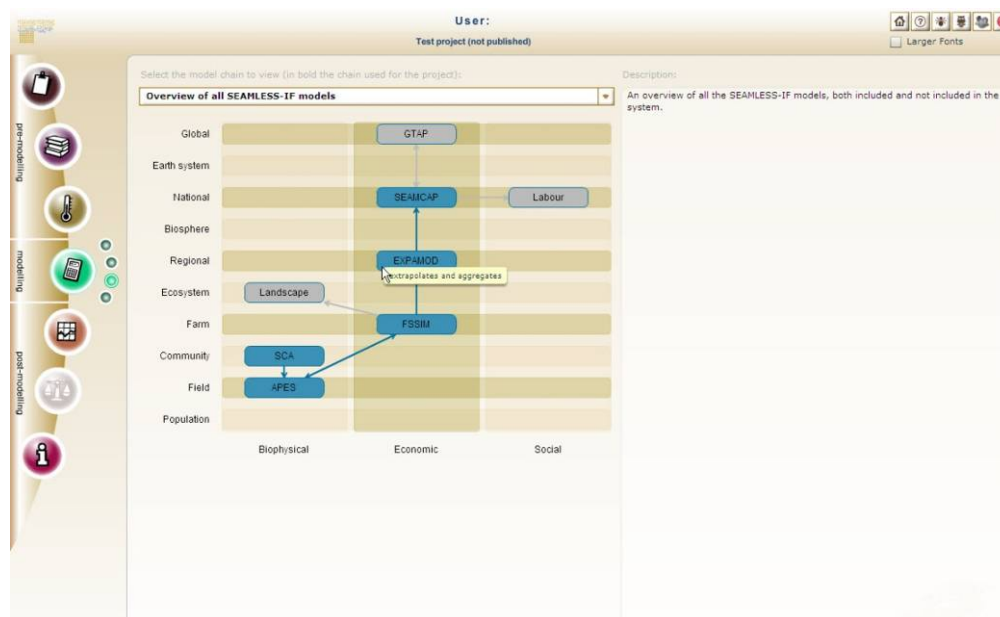 User:
Test project (not published)
Larger Fonts
Select the model chain to view (in bold the chain used for the project):
Overview of all SEAMLESS-IF models
Description:
An overview of all the SEAMLESS-IF models, both included and not included in the
system.
pre-modelling
modelling
post-modelling
Global
GTAP
Earth system
National
SEAMCAP
Labour
Biosphere
Regional
EXPAMOD
extrapolates and aggregates
Ecosystem
Landscape
Farm
FSSIM
Community
SCA
Field
APES
Population
Biophysical
Economic
Social